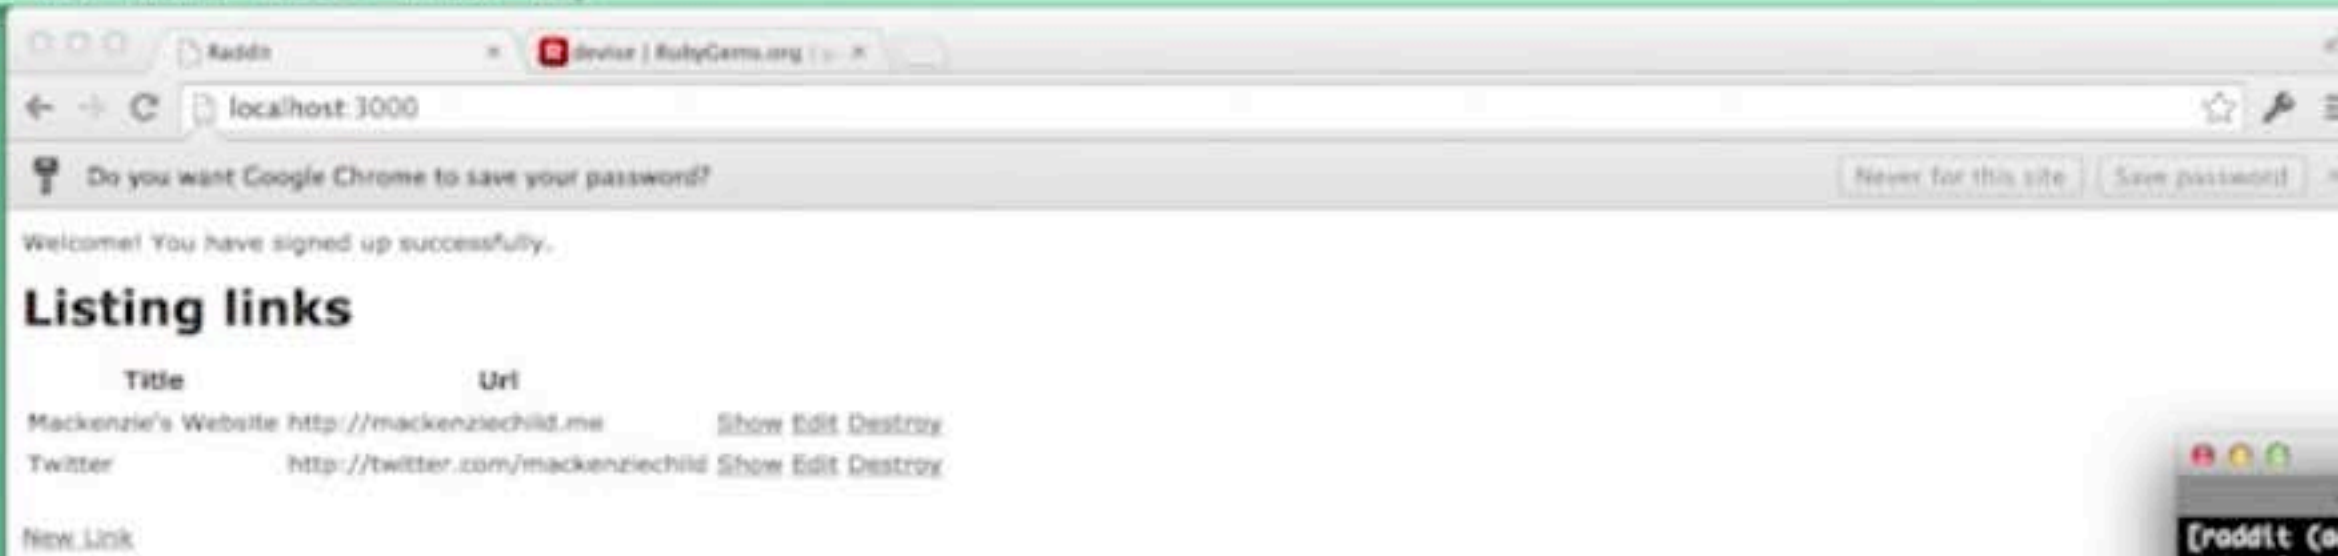 Raddit
devise | RubyGems.org
localhost:3000
Do you want Google Chrome to save your password? Never for this site Save password
Welcome! You have signed up successfully.
Listing links
Title Url
Mackenzie's Website http://mackenziechild.me Show Edit Destroy
Twitter http://twitter.com/mackenziechild Show Edit Destroy
New Link
[raddit (